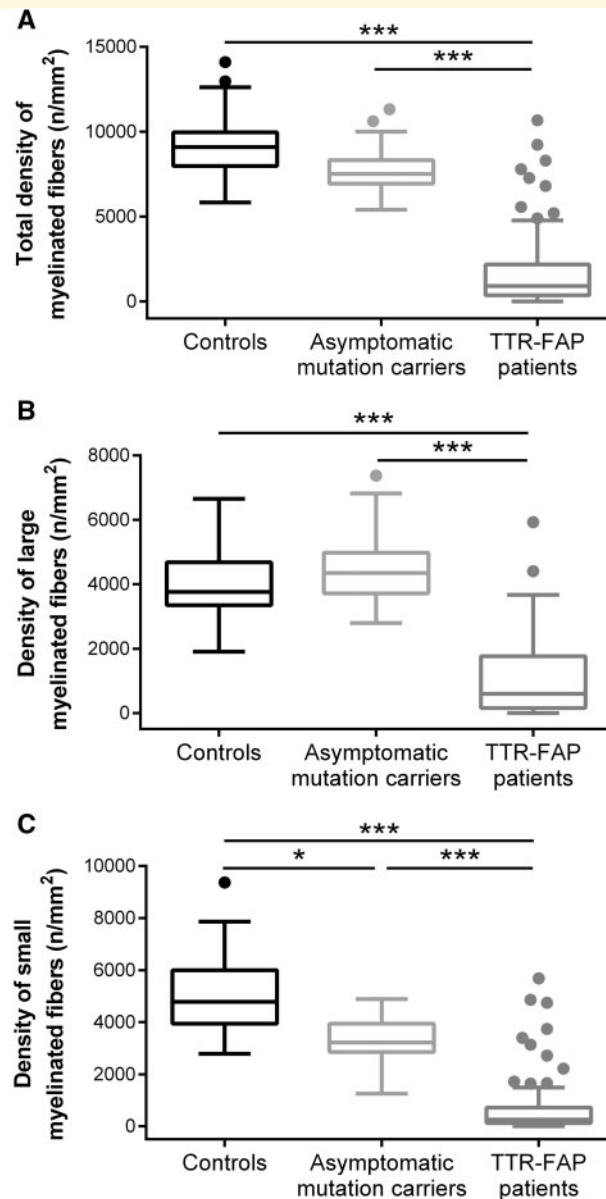 A
***
***
Total density of
myelinated fibers (n/mm²)
15000
10000
5000
0
Controls
Asymptomatic
mutation carriers
TTR-FAP
patients
B
***
***
Density of large
myelinated fibers (n/mm²)
8000
6000
4000
2000
0
Controls
Asymptomatic
mutation carriers
TTR-FAP
patients
C
***
*
***
Density of small
myelinated fibers (n/mm²)
10000
8000
6000
4000
2000
0
Controls
Asymptomatic
mutation carriers
TTR-FAP
patients